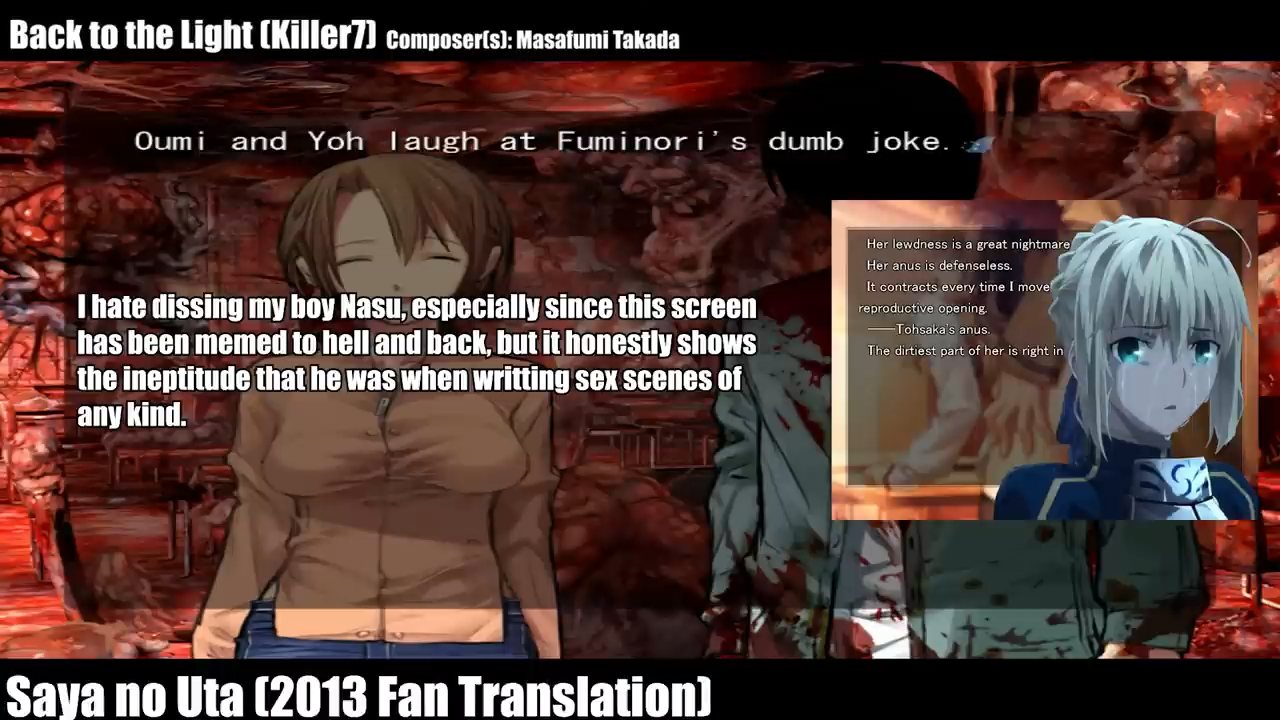 Back to the Light (Killer7) Composer(s): Masafumi Takada
Oumi and Yoh laugh at Fuminori's dumb joke.
I hate dissing my boy Nasu, especially since this screen
has been memed to hell and back, but it honestly shows
the ineptitude that he was when writting sex scenes of
any kind.
Her lewdness is a great nightmare
Her anus is defenseless.
It contracts every time I move
reproductive opening.
——Tohsaka's anus.
The dirtiest part of her is right in
Saya no Uta (2013 Fan Translation)